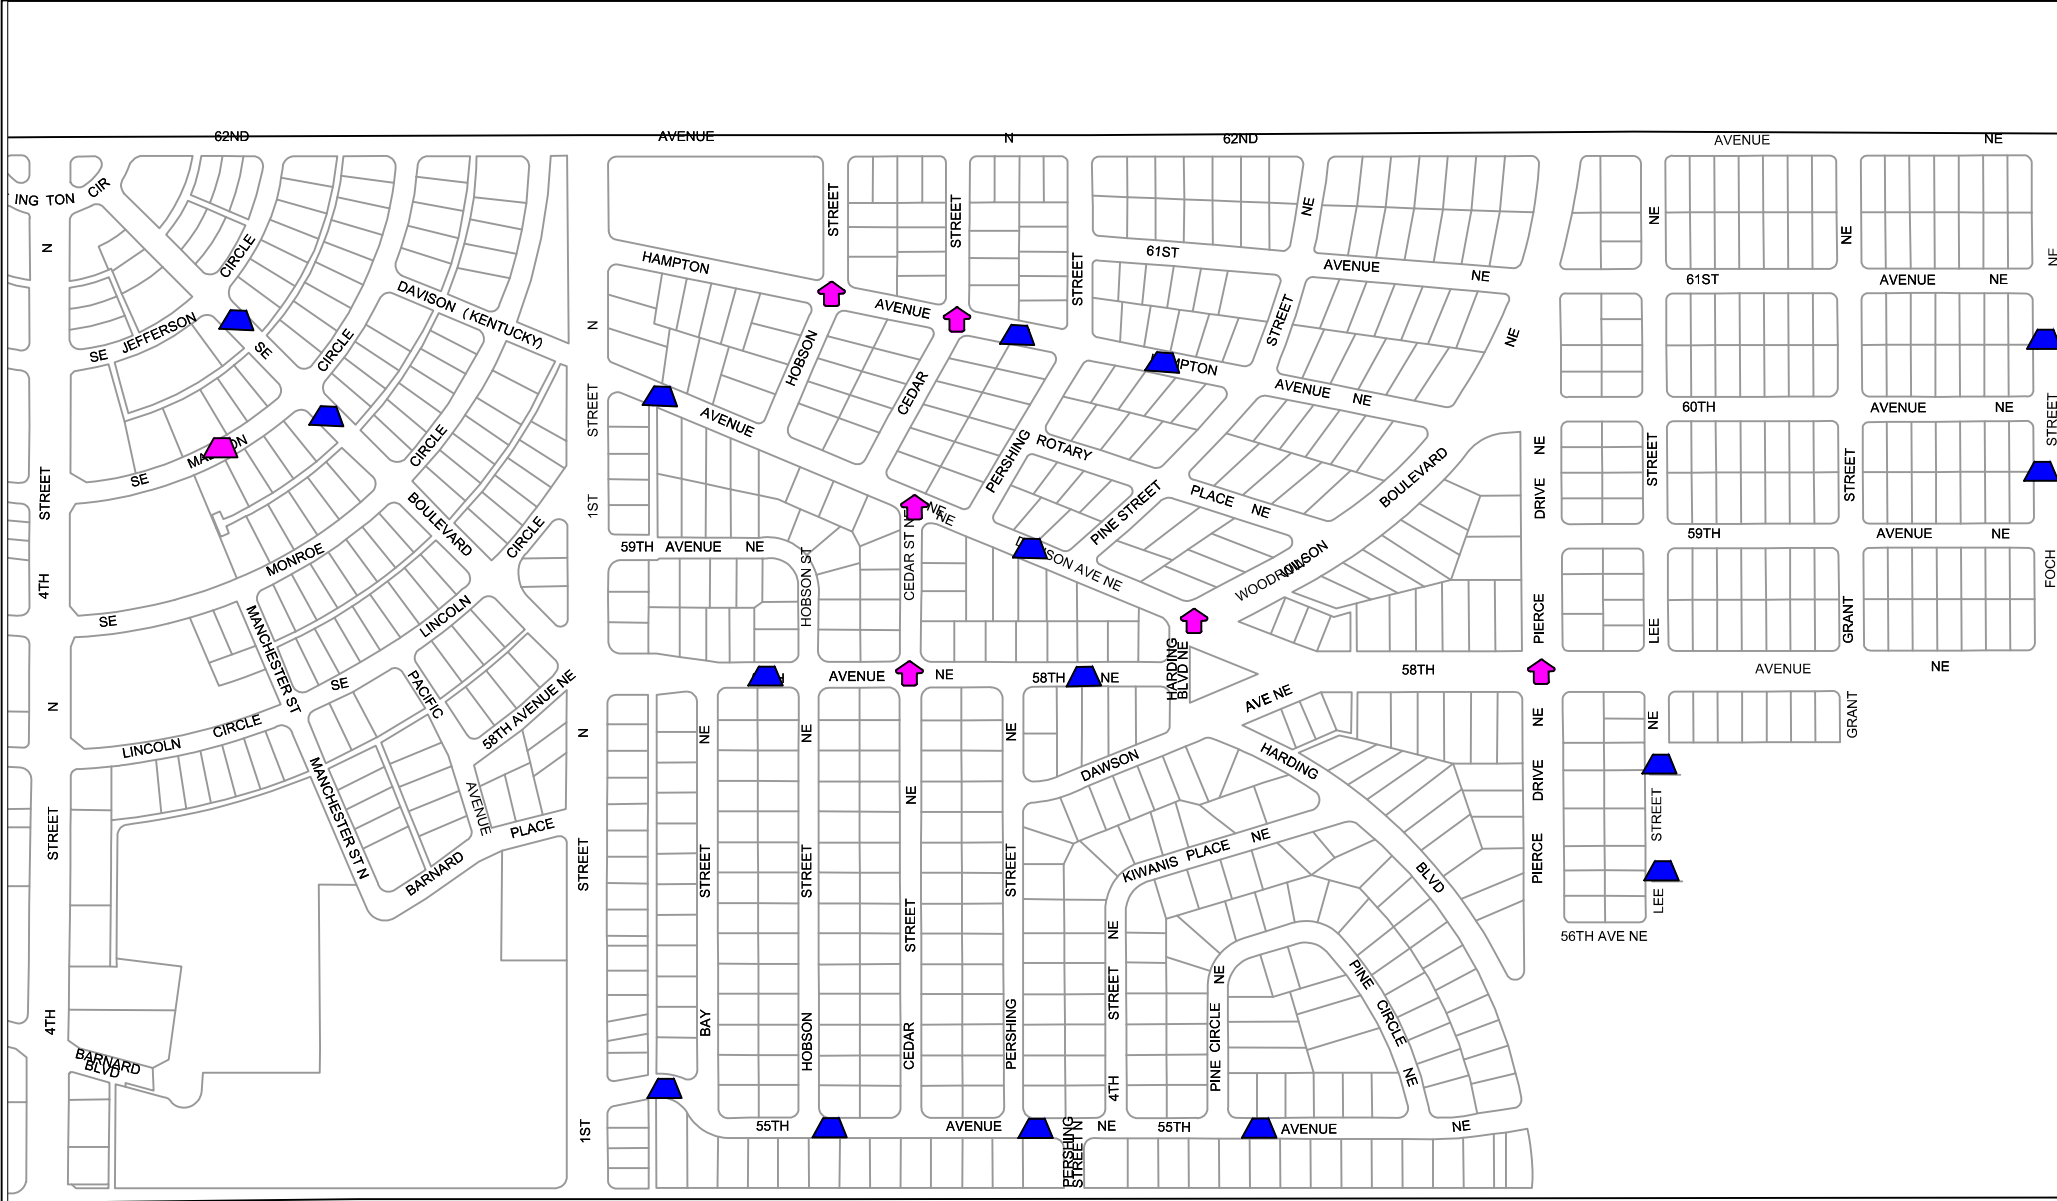 62ND AVENUE N 62ND AVENUE NE
ING TON CIR
N
CIRCLE
STREET
STREET
NE
NE
NE
NE
HAMPTON
61ST AVENUE NE
61ST AVENUE NE
STREET
DAVISON (KENTUCKY)
AVENUE
SE JEFFERSON
SE
CIRCLE
N
HOBSON
STREET
NE
CEDAR
AVENUE NE
60TH AVENUE NE
STREET
STREET
AVENUE
ROTARY
PERSHING
SE
CIRCLE
BOULEVARD
NE
STREET
STREET
STREET
4TH
1ST
BOULEVARD
CIRCLE
PINE STREET
PLACE NE
DRIVE
NE
NE
59TH AVENUE NE
59TH AVENUE NE
MONROE
HOBSON ST
CEDAR ST NE
AVE NE
WILSON
FOCH
SE
MANCHESTER ST
LINCOLN
PIERCE
LEE
GRANT
SE
PACIFIC
58TH AVENUE NE
AVENUE NE
58TH NE
HARDING
BLVD NE
58TH
AVENUE NE
N
LINCOLN CIRCLE
N
NE
NE
NE
AVE NE
NE
NE
GRANT
MANCHESTER ST N
AVENUE
PLACE
BARNARD
NE
DAWSON
HARDING
DRIVE
STREET
STREET
STREET
STREET
STREET
STREET
KIWANIS PLACE NE
BLVD
PIERCE
STREET
LEE
56TH AVE NE
NE
STREET
NE
PINE CIRCLE
NE
4TH
BAY
HOBSON
CEDAR
PERSHING
4TH
PINE CIRCLE
BARNARD
BLVD
1ST
55TH AVENUE NE
55TH AVENUE NE
PERSHING
STREET N